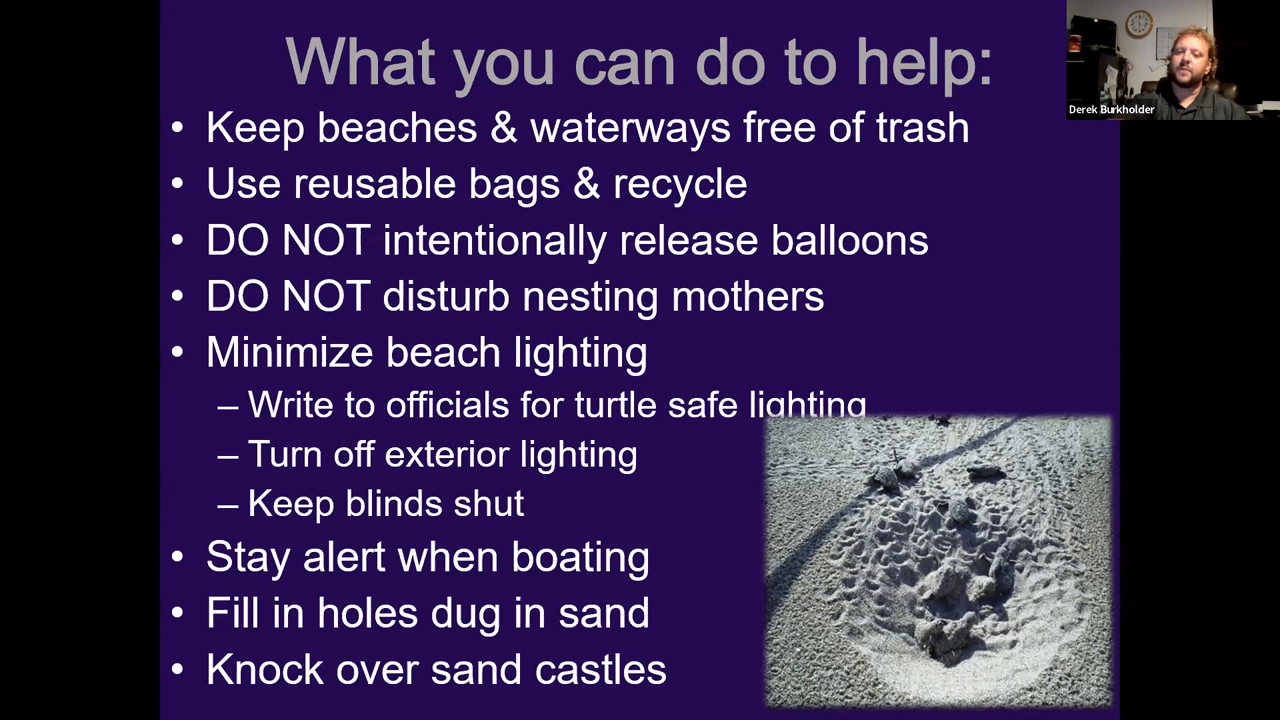 What you can do to help:
Derek Burkholder
• Keep beaches & waterways free of trash
• Use reusable bags & recycle
• DO NOT intentionally release balloons
• DO NOT disturb nesting mothers
• Minimize beach lighting
– Write to officials for turtle safe lighting
– Turn off exterior lighting
– Keep blinds shut
• Stay alert when boating
• Fill in holes dug in sand
• Knock over sand castles